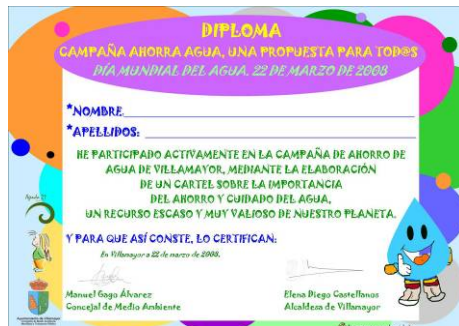 DIPLOMA
CAMPAÑA AHORRA AGUA, UNA PROPUESTA PARA TOD@S
DÍA MUNDIAL DEL AGUA. 22 DE MARZO DE 2008
*NOMBRE
*APELLIDOS:
HE PARTICIPADO ACTIVAMENTE EN LA CAMPAÑA DE AHORRO DE
AGUA DE VILLAMAYOR, MEDIANTE LA ELABORACIÓN
DE UN CARTEL SOBRE LA IMPORTANCIA
DEL AHORRO Y CUIDADO DEL AGUA,
UN RECURSO ESCASO Y MUY VALIOSO DE NUESTRO PLANETA.
Y PARA QUE ASÍ CONSTE, LO CERTIFICAN:
En Villamayor a 22 de marzo de 2008.
Manuel Gago Álvarez
Concejal de Medio Ambiente
Elena Diego Castellanos
Alcaldesa de Villamayor
Agenda 21